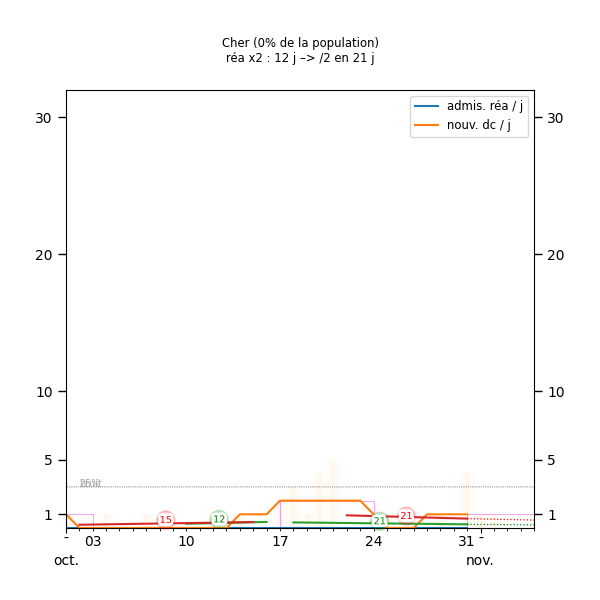 Cher (0% de la population)
réa x2 : 12 j –> /2 en 21 j
admis. réa / j
nouv. dc / j
30 30
20 20
10 10
5 5
1 1
15 12 21 21
- 03 10 17 24 31 -
oct. nov.